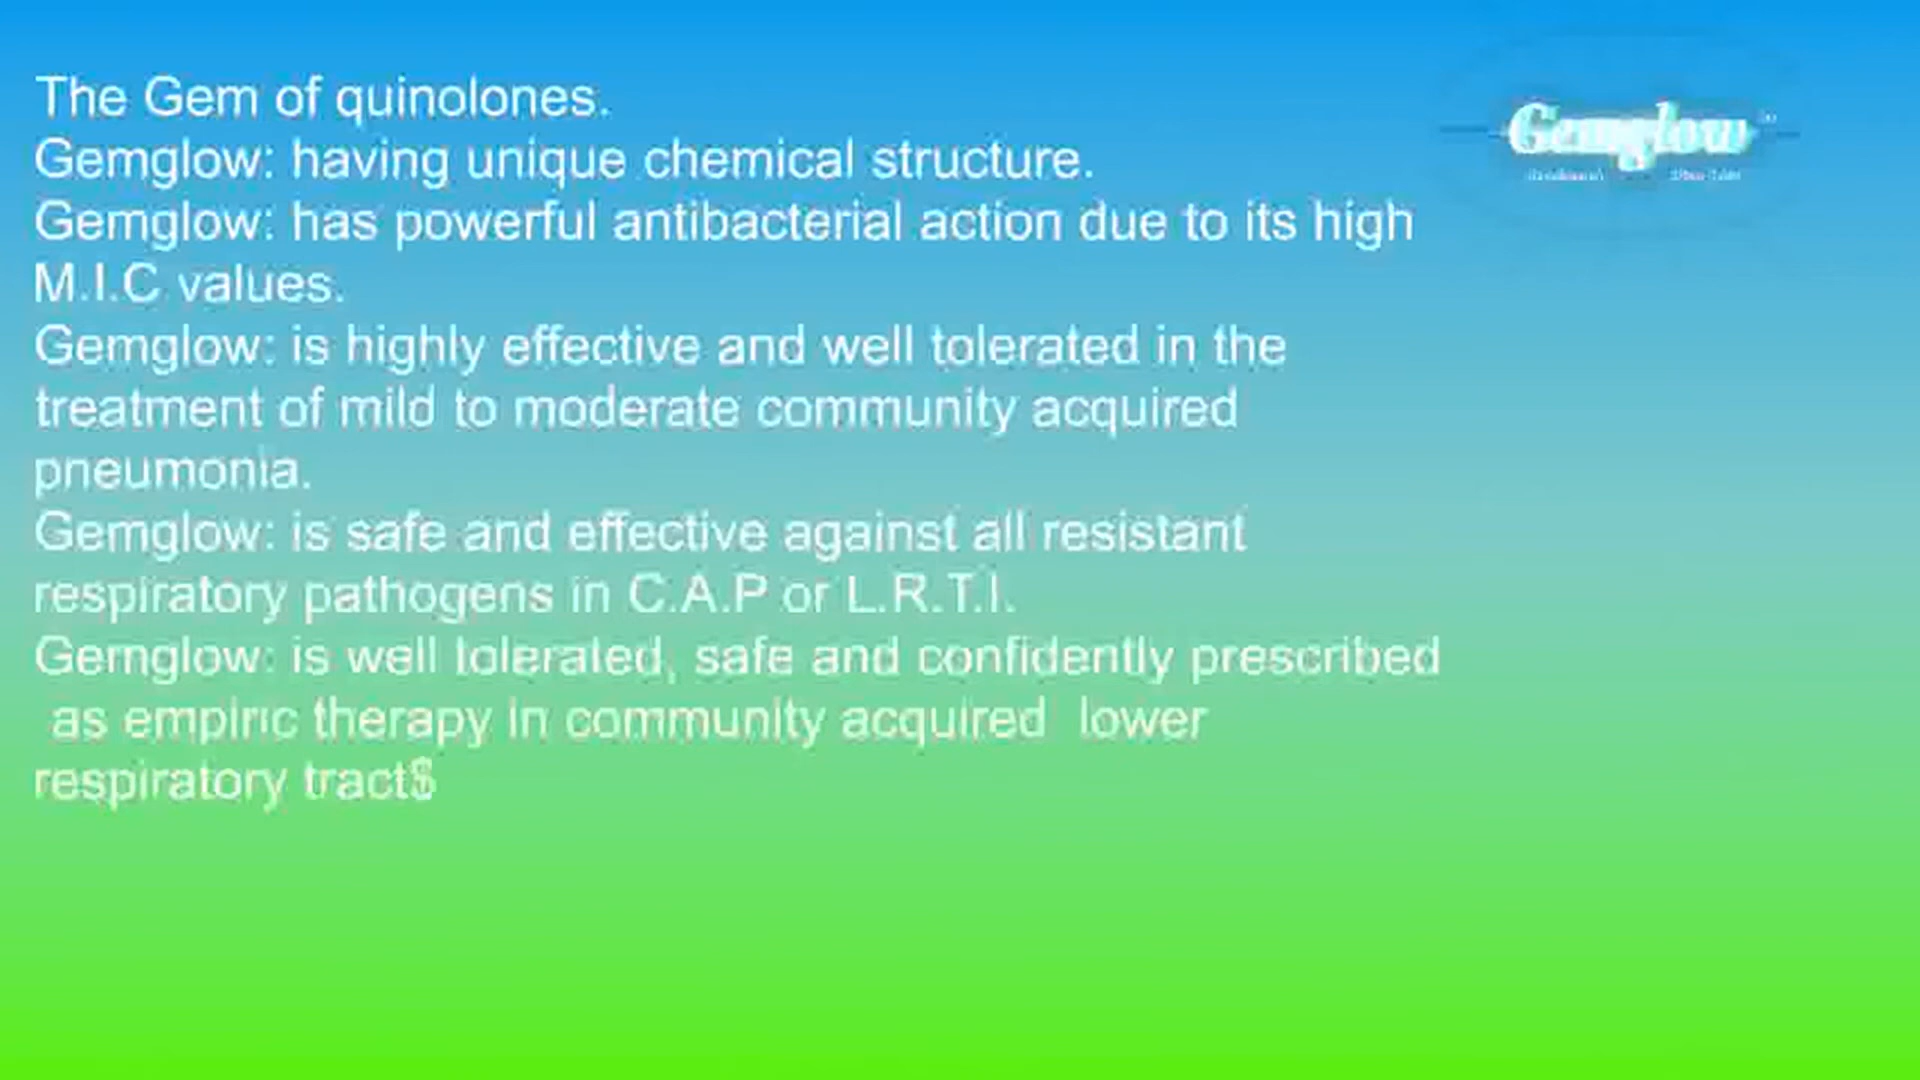 The Gem of quinolones.
Gemglow
Gemglow: having unique chemical structure.
Gemglow: has powerful antibacterial action due to its high
M.I.C values.
Gemglow: is highly effective and well tolerated in the
treatment of mild to moderate community acquired
pneumonia.
Gemglow: is safe and effective against all resistant
respiratory pathogens in C.A.P or L.R.T.I.
Gemglow: is well tolerated, safe and confidently prescribed
as empiric therapy in community acquired lower
respiratory tract$